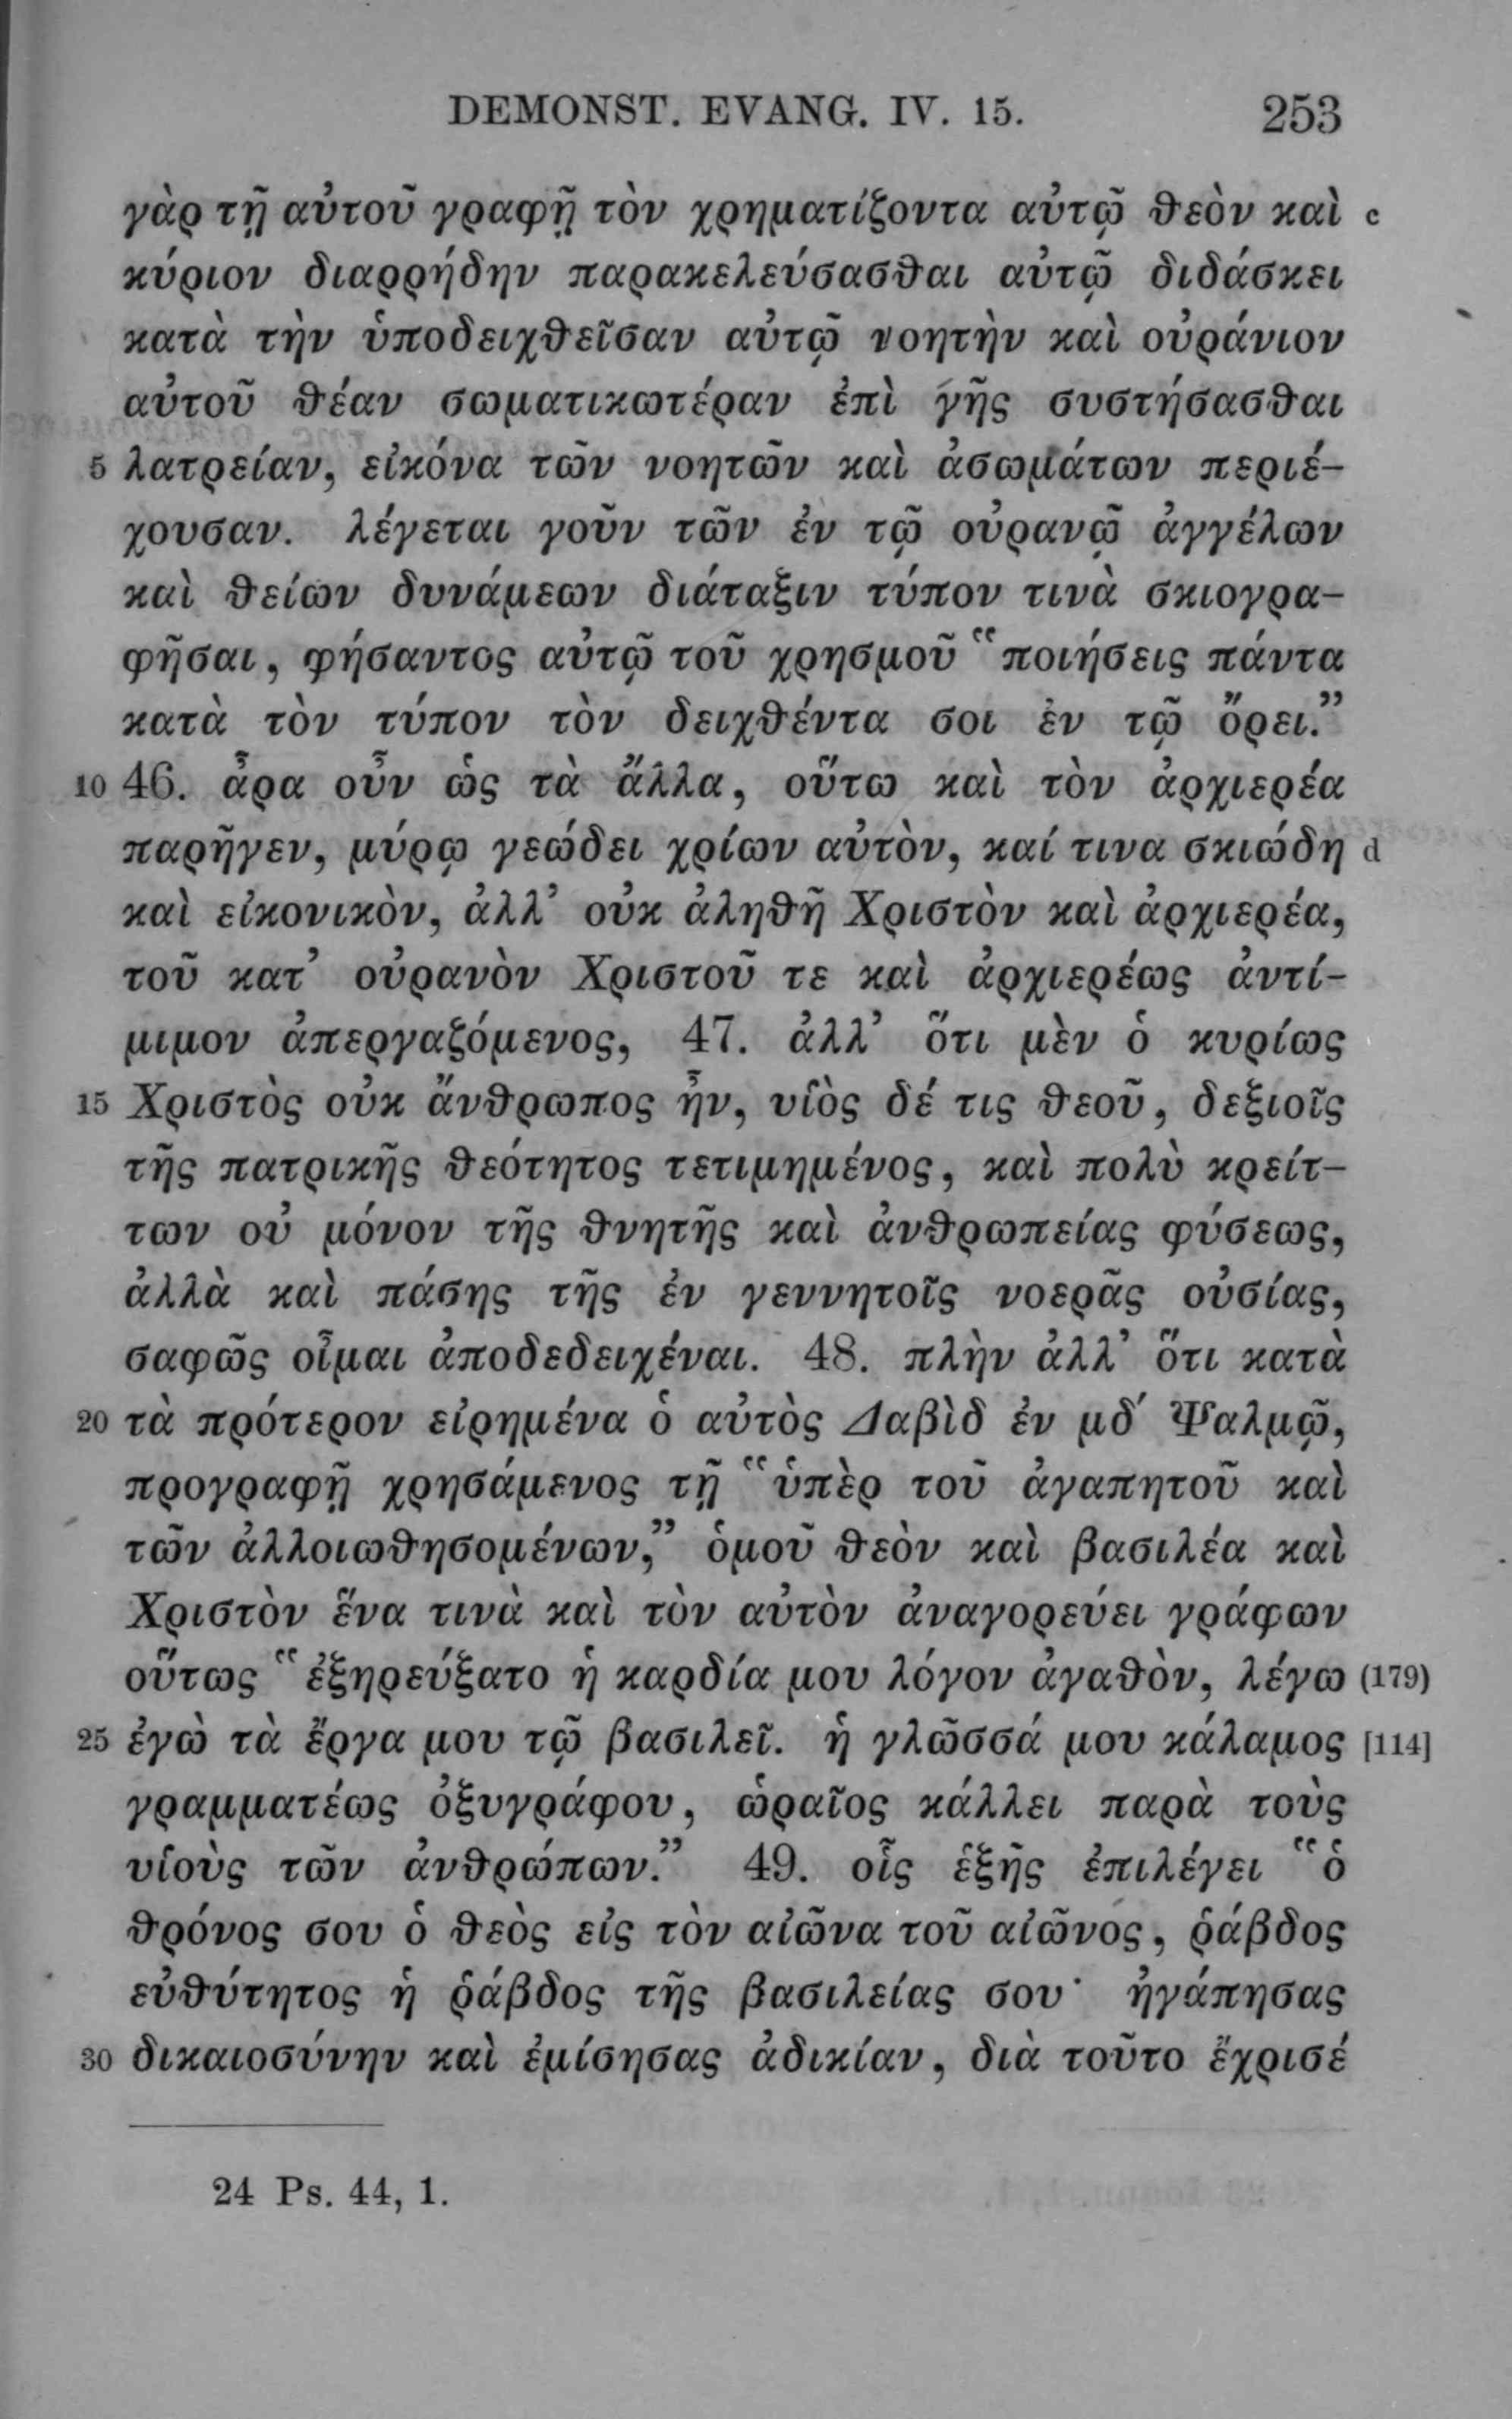 DEMONST. EVANG. IV. 15. 253
γὰρ τῇ αὐτοῦ γραφῇ τὸν χρηματίζοντα αὐτῷ θεὸν καὶ c
κύριον διαρρήδην παρακελεύσασθαι αὐτῷ διδάσκει
κατὰ τὴν ὑποδειχθεῖσαν αὐτῷ νοητὴν καὶ οὐράνιον
αὐτοῦ θέαν σωματικωτέραν ἐπὶ γῆς συστήσασθαι
5 λατρείαν, εἰκόνα τῶν νοητῶν καὶ ἀσωμάτων περιέ-
χουσαν. λέγεται γοῦν τῶν ἐν τῷ οὐρανῷ ἀγγέλων
καὶ θείων δυνάμεων διάταξιν τύπον τινὰ σκιογρα-
φῆσαι, φήσαντος αὐτῷ τοῦ χρησμοῦ “ποιήσεις πάντα
κατὰ τὸν τύπον τὸν δειχθέντα σοι ἐν τῷ ὄρει.”
10 46. ἆρα οὖν ὡς τὰ ἄλλα, οὕτω καὶ τὸν ἀρχιερέα
παρῆγεν, μύρῳ γεώδει χρίων αὐτὸν, καί τινα σκιώδη d
καὶ εἰκονικὸν, ἀλλ’ οὐκ ἀληθῆ Χριστὸν καὶ ἀρχιερέα,
τοῦ κατ’ οὐρανὸν Χριστοῦ τε καὶ ἀρχιερέως ἀντί-
μιμον ἀπεργαζόμενος, 47. ἀλλ’ ὅτι μὲν ὁ κυρίως
15 Χριστὸς οὐκ ἄνθρωπος ἦν, υἱὸς δέ τις θεοῦ, δεξιοῖς
τῆς πατρικῆς θεότητος τετιμημένος, καὶ πολὺ κρείτ-
των οὐ μόνον τῆς θνητῆς καὶ ἀνθρωπείας φύσεως,
ἀλλὰ καὶ πάσης τῆς ἐν γεννητοῖς νοερᾶς οὐσίας,
σαφῶς οἶμαι ἀποδεδειχέναι. 48. πλὴν ἀλλ’ ὅτι κατὰ
20 τὰ πρότερον εἰρημένα ὁ αὐτὸς Δαβὶδ ἐν μδ′ Ψαλμῷ,
προγραφῇ χρησάμενος τῇ “ὑπὲρ τοῦ ἀγαπητοῦ καὶ
τῶν ἀλλοιωθησομένων,” ὁμοῦ θεὸν καὶ βασιλέα καὶ
Χριστὸν ἕνα τινὰ καὶ τὸν αὐτὸν ἀναγορεύει γράφων
οὕτως “ἐξηρεύξατο ἡ καρδία μου λόγον ἀγαθὸν, λέγω (179)
25 ἐγὼ τὰ ἔργα μου τῷ βασιλεῖ. ἡ γλῶσσά μου κάλαμος [114]
γραμματέως ὀξυγράφου, ὡραῖος κάλλει παρὰ τοὺς
υἱοὺς τῶν ἀνθρώπων.” 49. οἷς ἑξῆς ἐπιλέγει “ὁ
θρόνος σου ὁ θεὸς εἰς τὸν αἰῶνα τοῦ αἰῶνος, ῥάβδος
εὐθύτητος ἡ ῥάβδος τῆς βασιλείας σου· ἠγάπησας
30 δικαιοσύνην καὶ ἐμίσησας ἀδικίαν, διὰ τοῦτο ἔχρισέ
24 Ps. 44, 1.